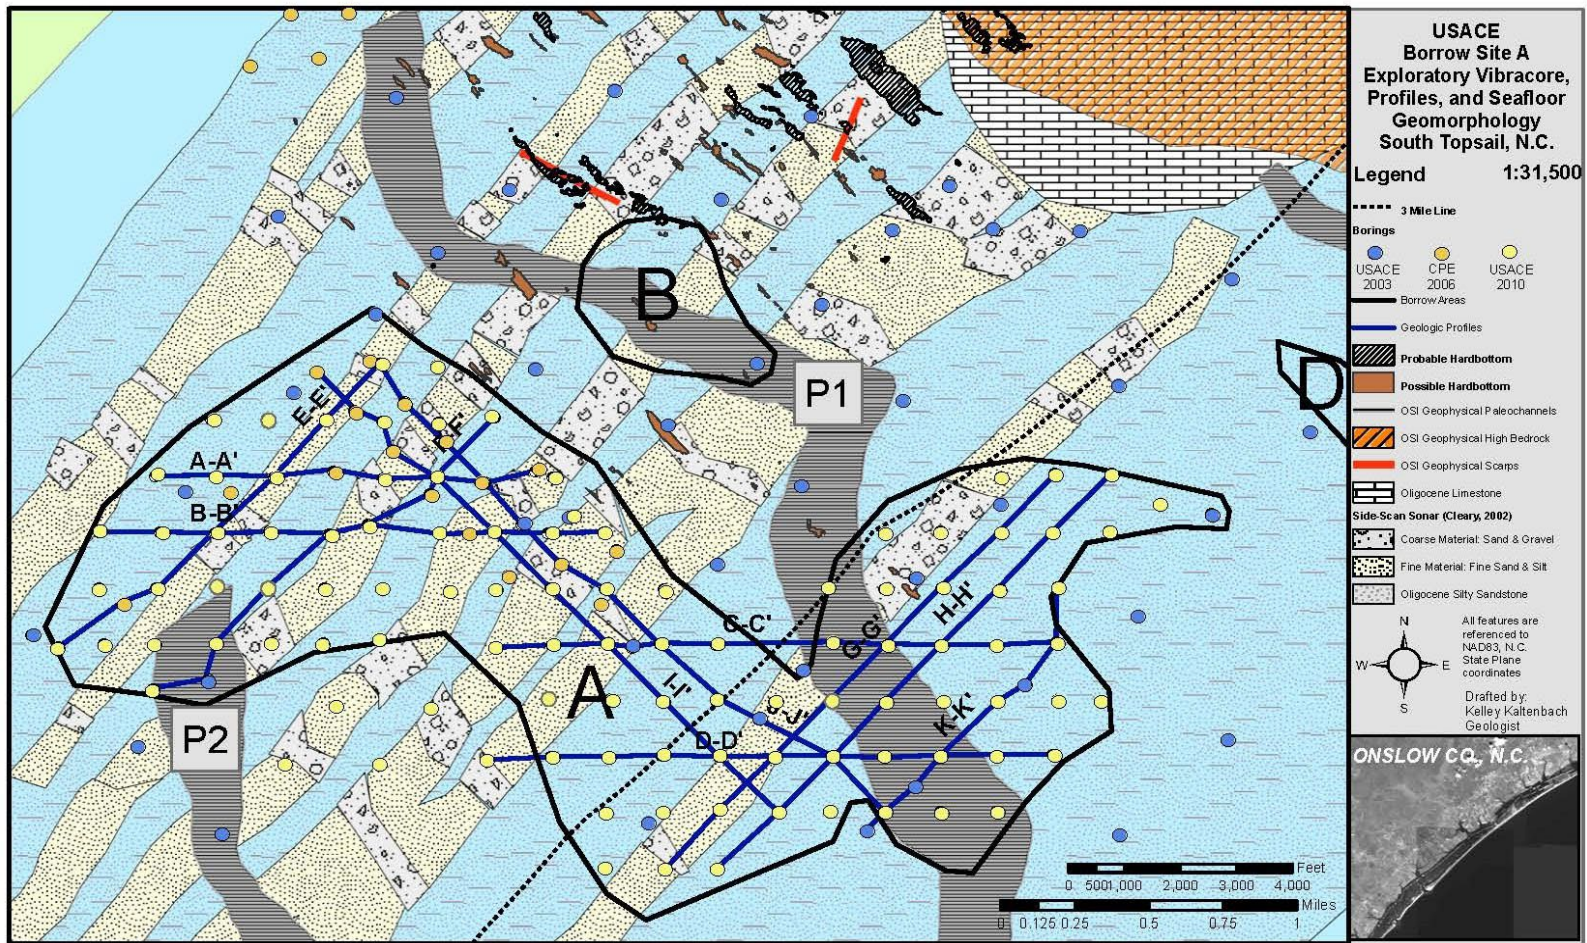 USACE
Borrow Site A
Exploratory Vibracore,
Profiles, and Seafloor
Geomorphology
South Topsail, N.C.
Legend 1:31,500
3 Mile Line
Borings
USACE 2003
CPE 2006
USACE 2010
Borrow Areas
Geologic Profiles
Probable Hardbottom
Possible Hardbottom
OSI Geophysical Paleochannels
OSI Geophysical High Bedrock
OSI Geophysical Scarps
Oligocene Limestone
Side-Scan Sonar (Cleary, 2002)
Coarse Material: Sand & Gravel
Fine Material: Fine Sand & Silt
Oligocene Silty Sandstone
N
W E
S
All features are
referenced to
NAD83, N.C.
State Plane
coordinates
Drafted by:
Kelley Kaltenbach
Geologist
ONSLOW CO., N.C.
B
P1
D
E-E'
A-A'
B-B'
C-C'
G-G'
H-H'
A
I-I'
J-J'
K-K'
D-D'
P2
Feet
0 500 1,000 2,000 3,000 4,000
Miles
0 0.125 0.25 0.5 0.75 1